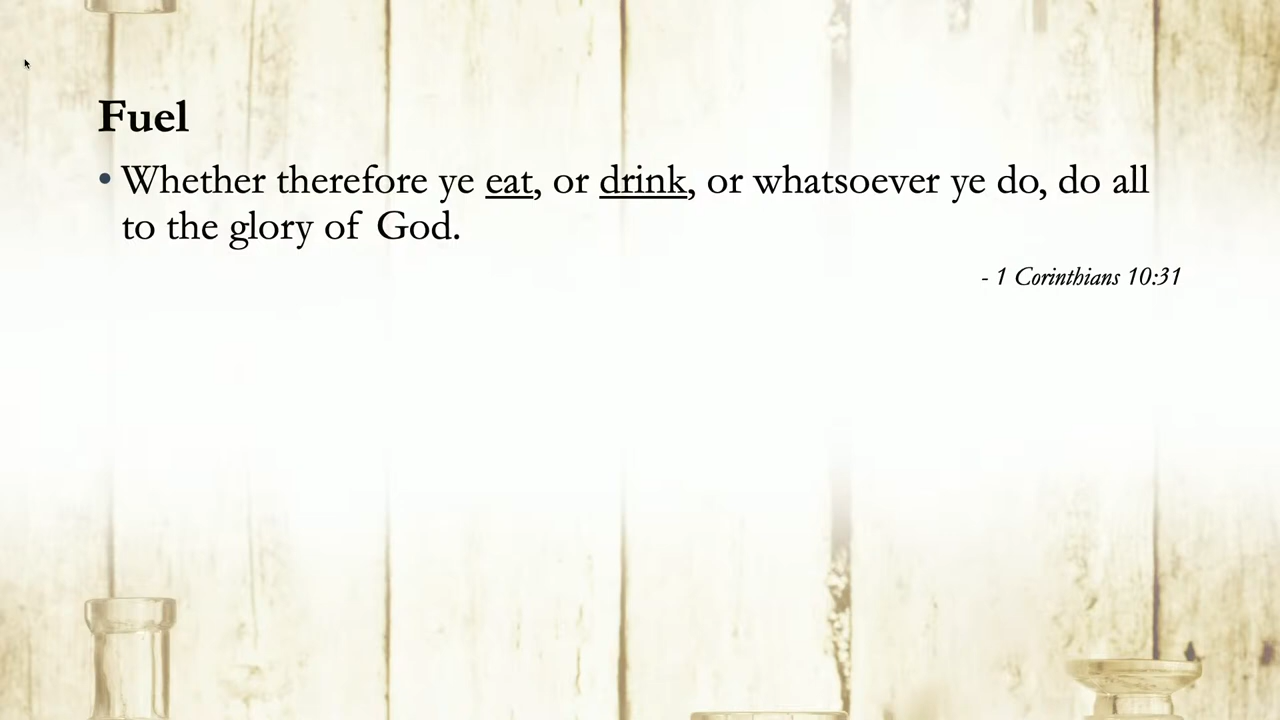 Fuel
• Whether therefore ye eat, or drink, or whatsoever ye do, do all
to the glory of God.
- 1 Corinthians 10:31